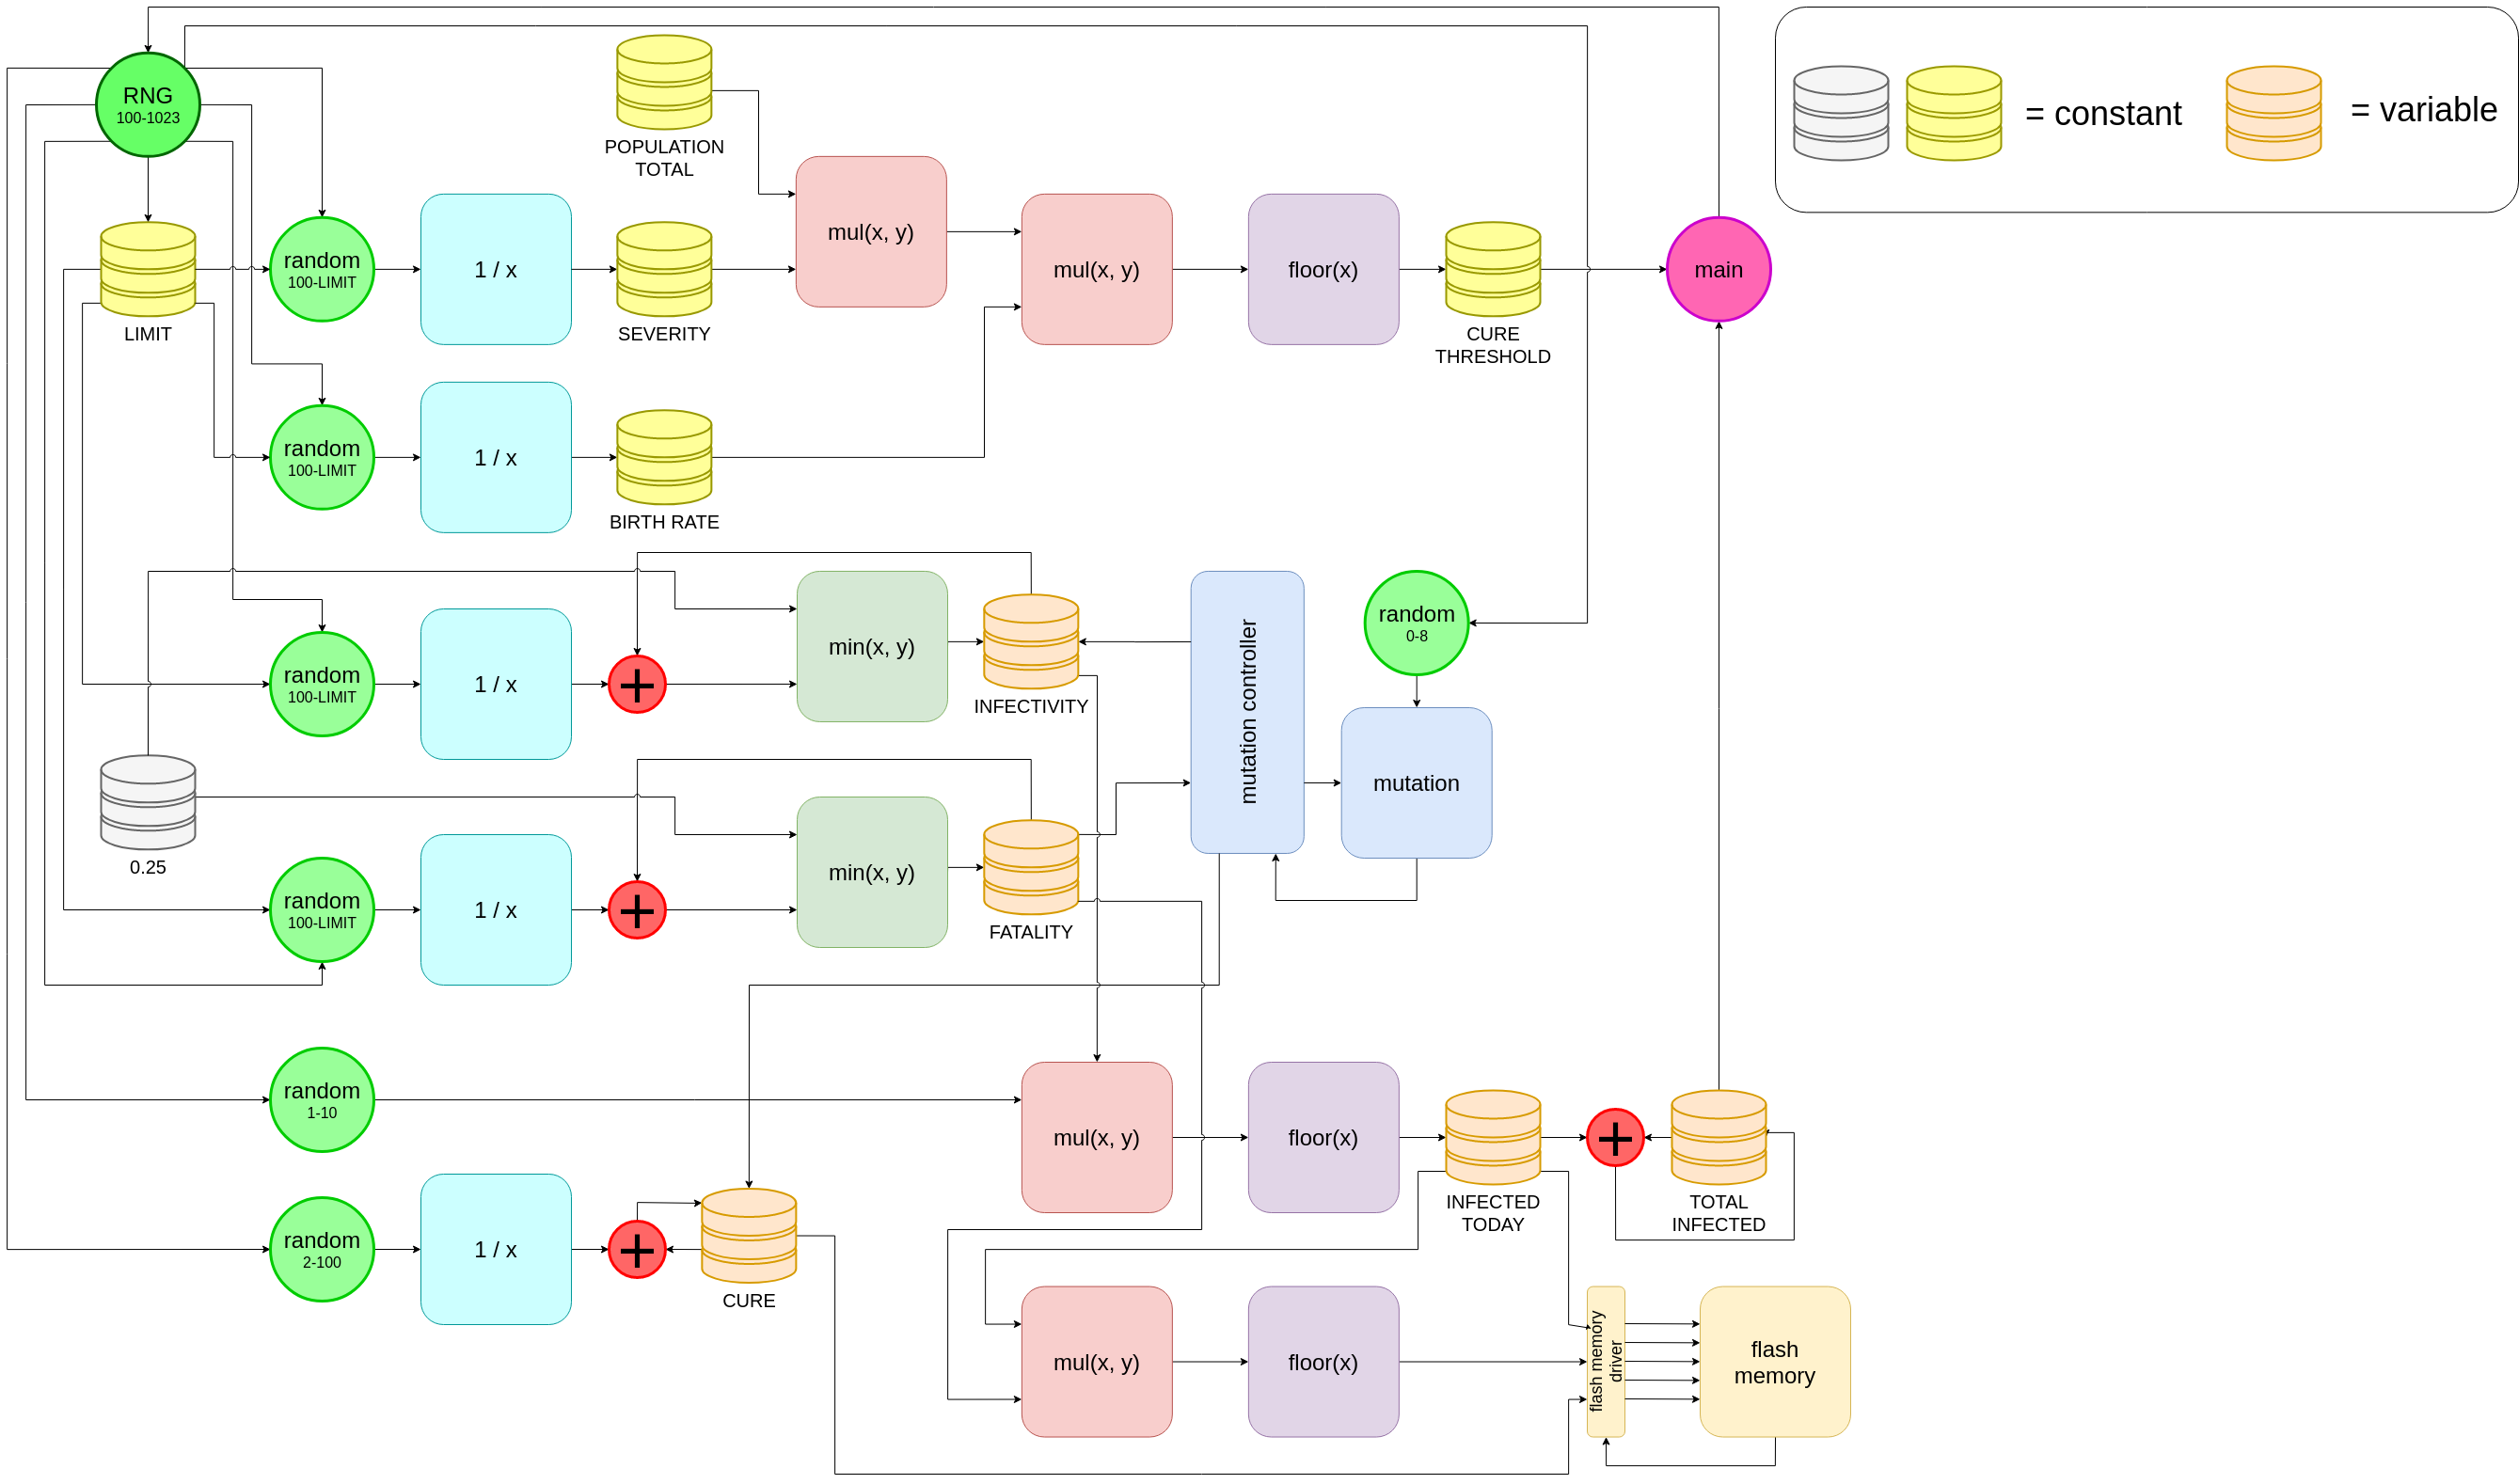 RNG
100-1023
POPULATION
TOTAL
= constant
= variable
LIMIT
random
100-LIMIT
1 / x
SEVERITY
mul(x, y)
mul(x, y)
floor(x)
CURE
THRESHOLD
main
random
100-LIMIT
1 / x
BIRTH RATE
random
100-LIMIT
1 / x
+
min(x, y)
INFECTIVITY
mutation controller
random
0-8
mutation
0.25
random
100-LIMIT
1 / x
+
min(x, y)
FATALITY
random
1-10
mul(x, y)
floor(x)
INFECTED
TODAY
+
TOTAL
INFECTED
random
2-100
1 / x
+
CURE
mul(x, y)
floor(x)
flash memory
driver
flash
memory